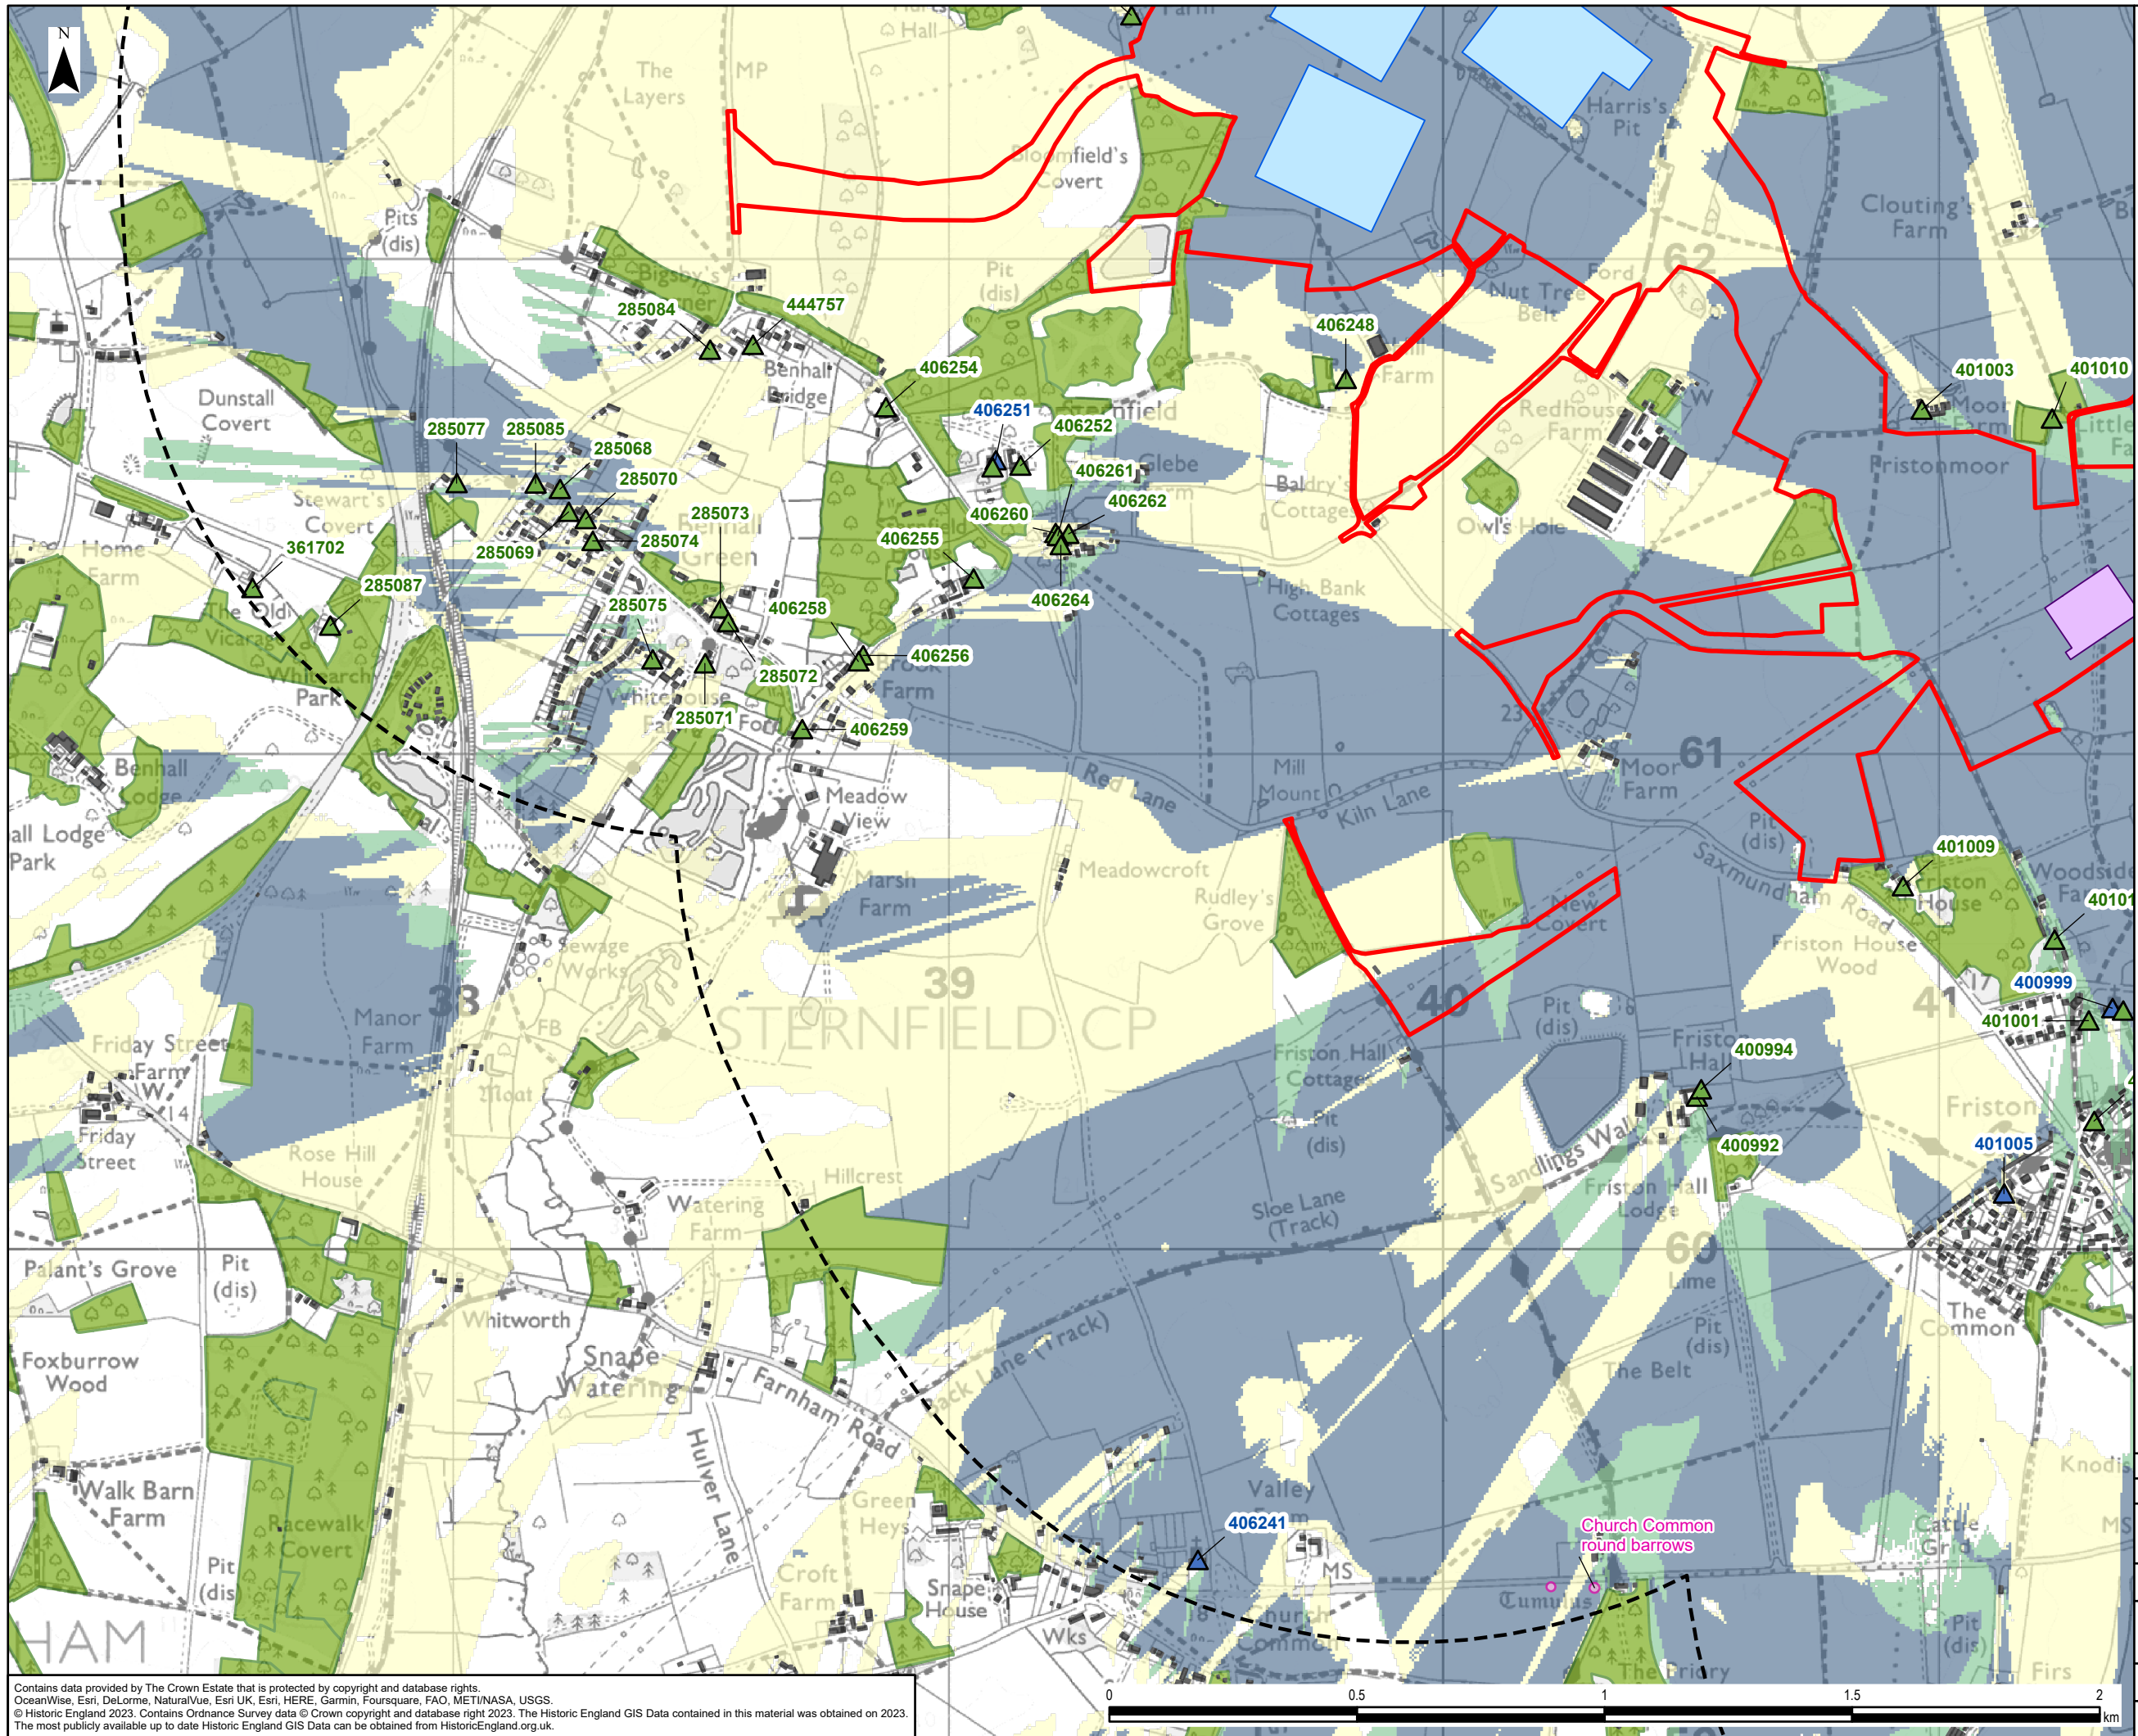 N
Hall
Farm
The
Layers
MP
Bloomfield's
Covert
Harris's
Pit
Clouting's
Farm
Pits
(dis)
62
Pit
(dis)
Ford
Nut Tree
Belt
285084
444757
406248
Benhall
Bridge
406254
401003
401010
Dunstall
Covert
406251
406252
Redhouse
Farm
W
Moor
Farm
Little
285077
285085
285068
406261
Glebe
Fristonmoor
285070
406262
Baldry's
Cottages
Stewart's
Covert
285073
406260
Owl's Hole
Home
Farm
361702
285069
285074
Green
406255
285087
285075
406258
406264
High Bank
Cottages
The Old
Vicarage
406256
Whitearch
Park
285072
Brook
Farm
Whitehouse
285071
Ford
406259
23
61
Moor
Farm
Benhall
Lodge
Meadow
View
Red Lane
Mill
Mount
Kiln Lane
The Canal
Pit
(dis)
all Lodge
Park
Meadowcroft
Saxmundham Road
401009
Marsh
Farm
Rudley's
Grove
Friston
House
Woodside
New
Covert
40101
Friston House
Wood
Sewage
Works
39
38
40
41
17
400999
Manor
Farm
FB
STERNFIELD CP
Pit
(dis)
401001
Friday Street
Farm
W
Friston Hall
Cottage
Friston
Hall
400994
14
Moat
Friston
Friday
Street
Pit
(dis)
Sandlings Walk
400992
401005
Rose Hill
House
Hillcrest
Watering
Farm
Sloe Lane
(Track)
Friston Hall
Lodge
60
Palant's Grove
Pit
(dis)
Lime
Whitworth
Pit
(dis)
The
Common
Foxburrow
Wood
Snape
Watering
Farnham Road
The Belt
Hulver Lane
Walk Barn
Farm
Racewalk
Covert
Green
Heys
Valley
406241
Church Common
round barrows
Cattle
Grid
MS
Pit
(dis)
Croft
Farm
Snape
House
MS
Tumulus
Wks
Church
Common
Pit
(dis)
HAM
The Priory
Firs
Contains data provided by The Crown Estate that is protected by copyright and database rights.
OceanWise, Esri, DeLorme, NaturalVue, Esri UK, Esri, HERE, Garmin, Foursquare, FAO, METI/NASA, USGS.
© Historic England 2023. Contains Ordnance Survey data © Crown copyright and database right 2023. The Historic England GIS Data contained in this material was obtained on 2023.
The most publicly available up to date Historic England GIS Data can be obtained from HistoricEngland.org.uk.
0 0.5 1 1.5 2
km